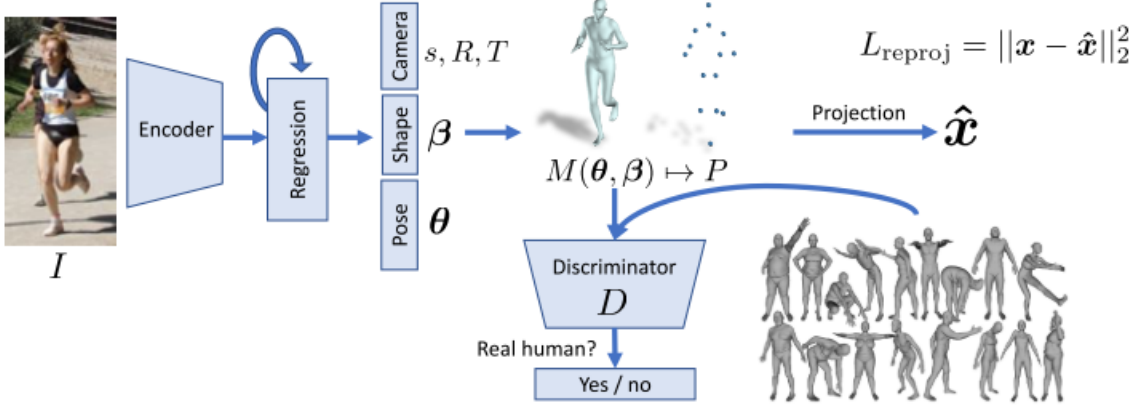 I
Encoder
Regression
Camera
s, R, T
Shape
β
Pose
θ
M(θ, β) ↦ P
L_reproj = ||x − x̂||₂²
Projection
x̂
Discriminator
D
Real human?
Yes / no